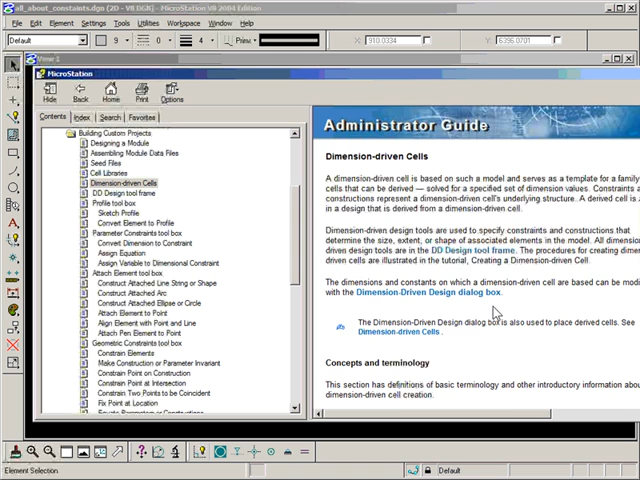 all_about_constaints.dgn (2D - V8 DGN) - MicroStation V8 2004 Edition
File Edit Element Settings Tools Utilities Workspace Window Help
Default 9 4 Prim: X: 910.0334 Y: 6396.0701
View 1
MicroStation
Hide Back Home Print Options
Contents Index Search Favorites
Building Custom Projects
Designing a Module
Assembling Module Data Files
Seed Files
Cell Libraries
Dimension-driven Cells
DD Design tool frame
Profile tool box
Sketch Profile
Convert Element to Profile
Parameter Constraints tool box
Convert Dimension to Constraint
Assign Equation
Assign Variable to Dimensional Constraint
Attach Element tool box
Construct Attached Line String or Shape
Construct Attached Arc
Construct Attached Ellipse or Circle
Attach Element to Point
Align Element with Point and Line
Attach Pen Element to Point
Geometric Constraints tool box
Constrain Elements
Make Construction or Parameter Invariant
Constrain Point on Construction
Constrain Point at Intersection
Constrain Two Points to be Coincident
Fix Point at Location
Equate Parameters or Constructions
Administrator Guide
Dimension-driven Cells
A dimension-driven cell is based on such a model and serves as a template for a family
cells that can be derived — solved for a specified set of dimension values. Constraints a
constructions represent a dimension-driven cell's underlying structure. A derived cell is
in a design that is derived from a dimension-driven cell.
Dimension-driven design tools are used to specify constraints and constructions that
determine the size, extent, or shape of associated elements in the model. All dimension
driven design tools are in the DD Design tool frame. The procedures for creating dimen
driven cells are illustrated in the tutorial, Creating a Dimension-Driven Cell.
The dimensions and constants on which a dimension-driven cell are based can be modi
with the Dimension-Driven Design dialog box.
The Dimension-Driven Design dialog box is also used to place derived cells. See
Dimension-driven Cells .
Concepts and terminology
This section has definitions of basic terminology and other introductory information abou
dimension-driven cell creation.
Element Selection
Default